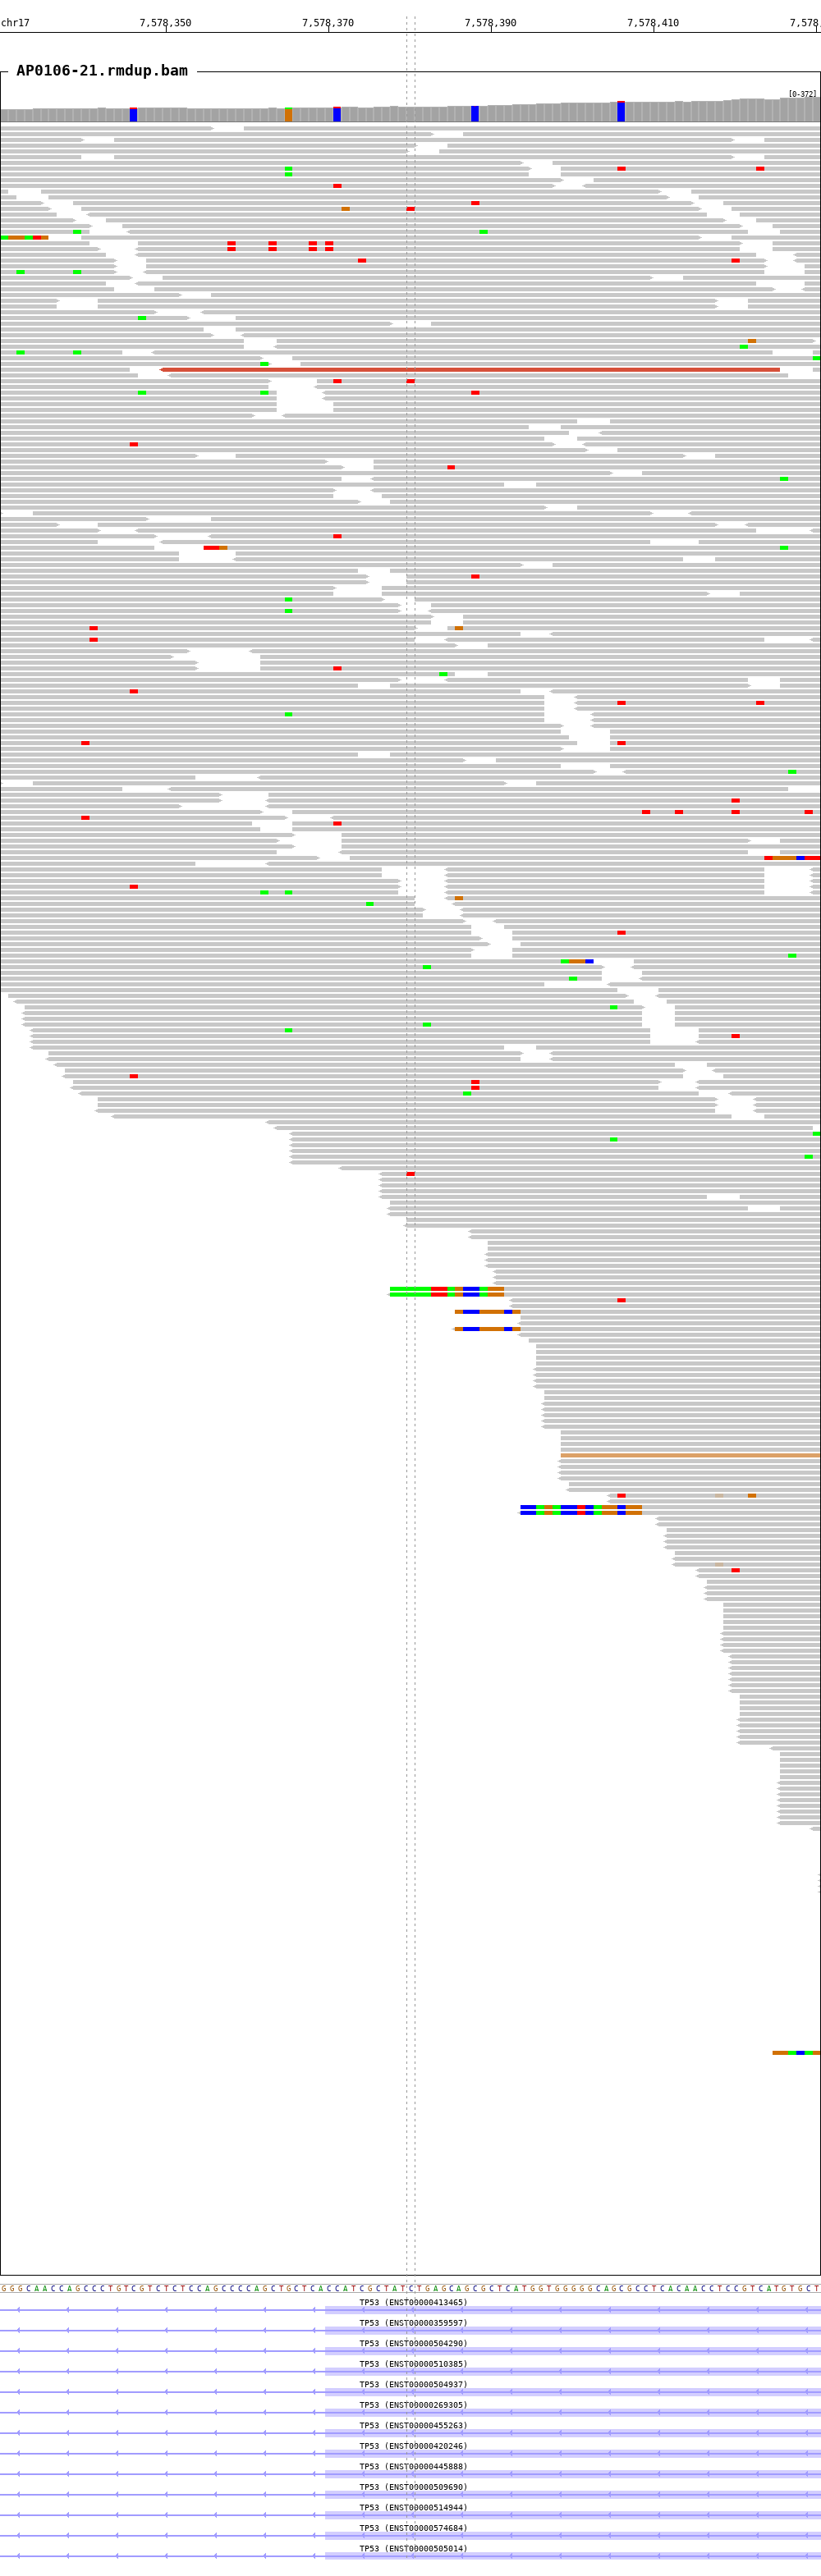 chr17 7,578,350 7,578,370 7,578,390 7,578,410 7,578,
AP0106-21.rmdup.bam
[0-372]
G G G C A A C C A G C C C T G T C G T C T C T C C A G C C C C A G C T G C T C A C C A T C G C T A T C T G A G C A G C G C T C A T G G T G G G G G C A G C G C C T C A C A A C C T C C G T C A T G T G C T
TP53 (ENST00000413465)
TP53 (ENST00000359597)
TP53 (ENST00000504290)
TP53 (ENST00000510385)
TP53 (ENST00000504937)
TP53 (ENST00000269305)
TP53 (ENST00000455263)
TP53 (ENST00000420246)
TP53 (ENST00000445888)
TP53 (ENST00000509690)
TP53 (ENST00000514944)
TP53 (ENST00000574684)
TP53 (ENST00000505014)